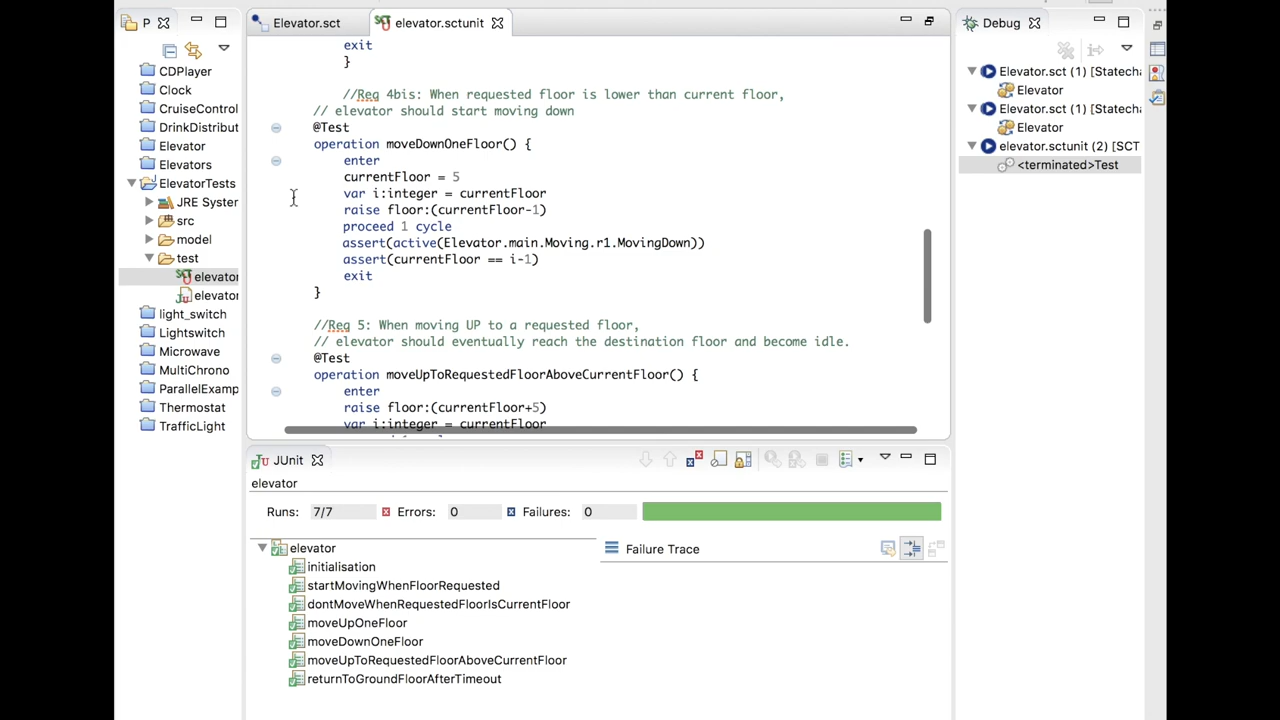 P
CDPlayer
Clock
CruiseControl
DrinkDistribut
Elevator
Elevators
ElevatorTests
JRE System
src
model
test
elevator
elevator
light_switch
Lightswitch
Microwave
MultiChrono
ParallelExamp
Thermostat
TrafficLight
Elevator.sct
elevator.sctunit
exit
}
//Req 4bis: When requested floor is lower than current floor,
// elevator should start moving down
@Test
operation moveDownOneFloor() {
enter
currentFloor = 5
var i:integer = currentFloor
raise floor:(currentFloor-1)
proceed 1 cycle
assert(active(Elevator.main.Moving.r1.MovingDown))
assert(currentFloor == i-1)
exit
}
//Req 5: When moving UP to a requested floor,
// elevator should eventually reach the destination floor and become idle.
@Test
operation moveUpToRequestedFloorAboveCurrentFloor() {
enter
raise floor:(currentFloor+5)
var i:integer = currentFloor
JUnit
elevator
Runs: 7/7 Errors: 0 Failures: 0
elevator
initialisation
startMovingWhenFloorRequested
dontMoveWhenRequestedFloorIsCurrentFloor
moveUpOneFloor
moveDownOneFloor
moveUpToRequestedFloorAboveCurrentFloor
returnToGroundFloorAfterTimeout
Failure Trace
Debug
Elevator.sct (1) [Statecha
Elevator
Elevator.sct (1) [Statecha
Elevator
elevator.sctunit (2) [SCT
<terminated>Test